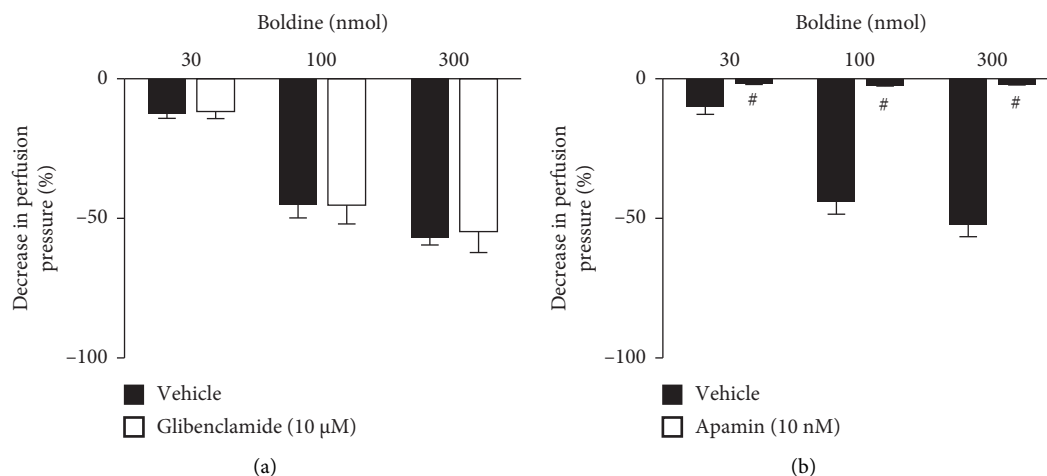 Boldine (nmol)
30 100 300
0
−50
−100
Decrease in perfusion
pressure (%)
Vehicle
Glibenclamide (10 μM)
(a)
Boldine (nmol)
30 100 300
0
−50
−100
Decrease in perfusion
pressure (%)
# # #
Vehicle
Apamin (10 nM)
(b)